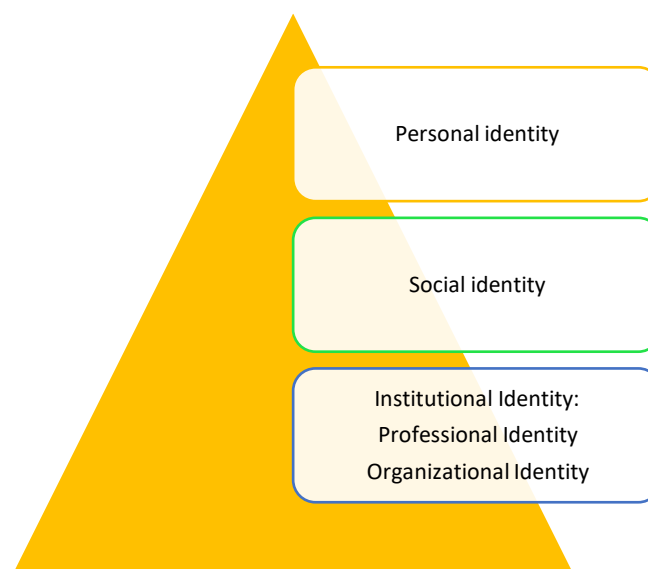 Personal identity
Social identity
Institutional Identity:
Professional Identity
Organizational Identity